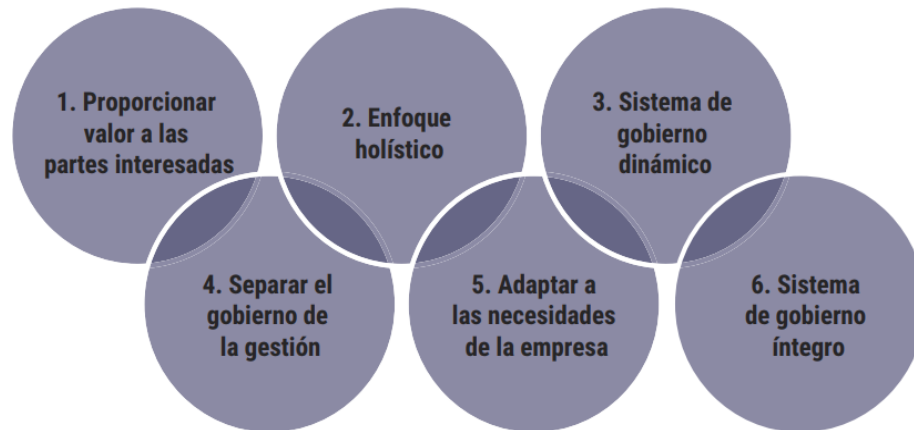 1. Proporcionar
valor a las
partes interesadas
2. Enfoque
holístico
3. Sistema de
gobierno
dinámico
4. Separar el
gobierno de
la gestión
5. Adaptar a
las necesidades
de la empresa
6. Sistema
de gobierno
íntegro